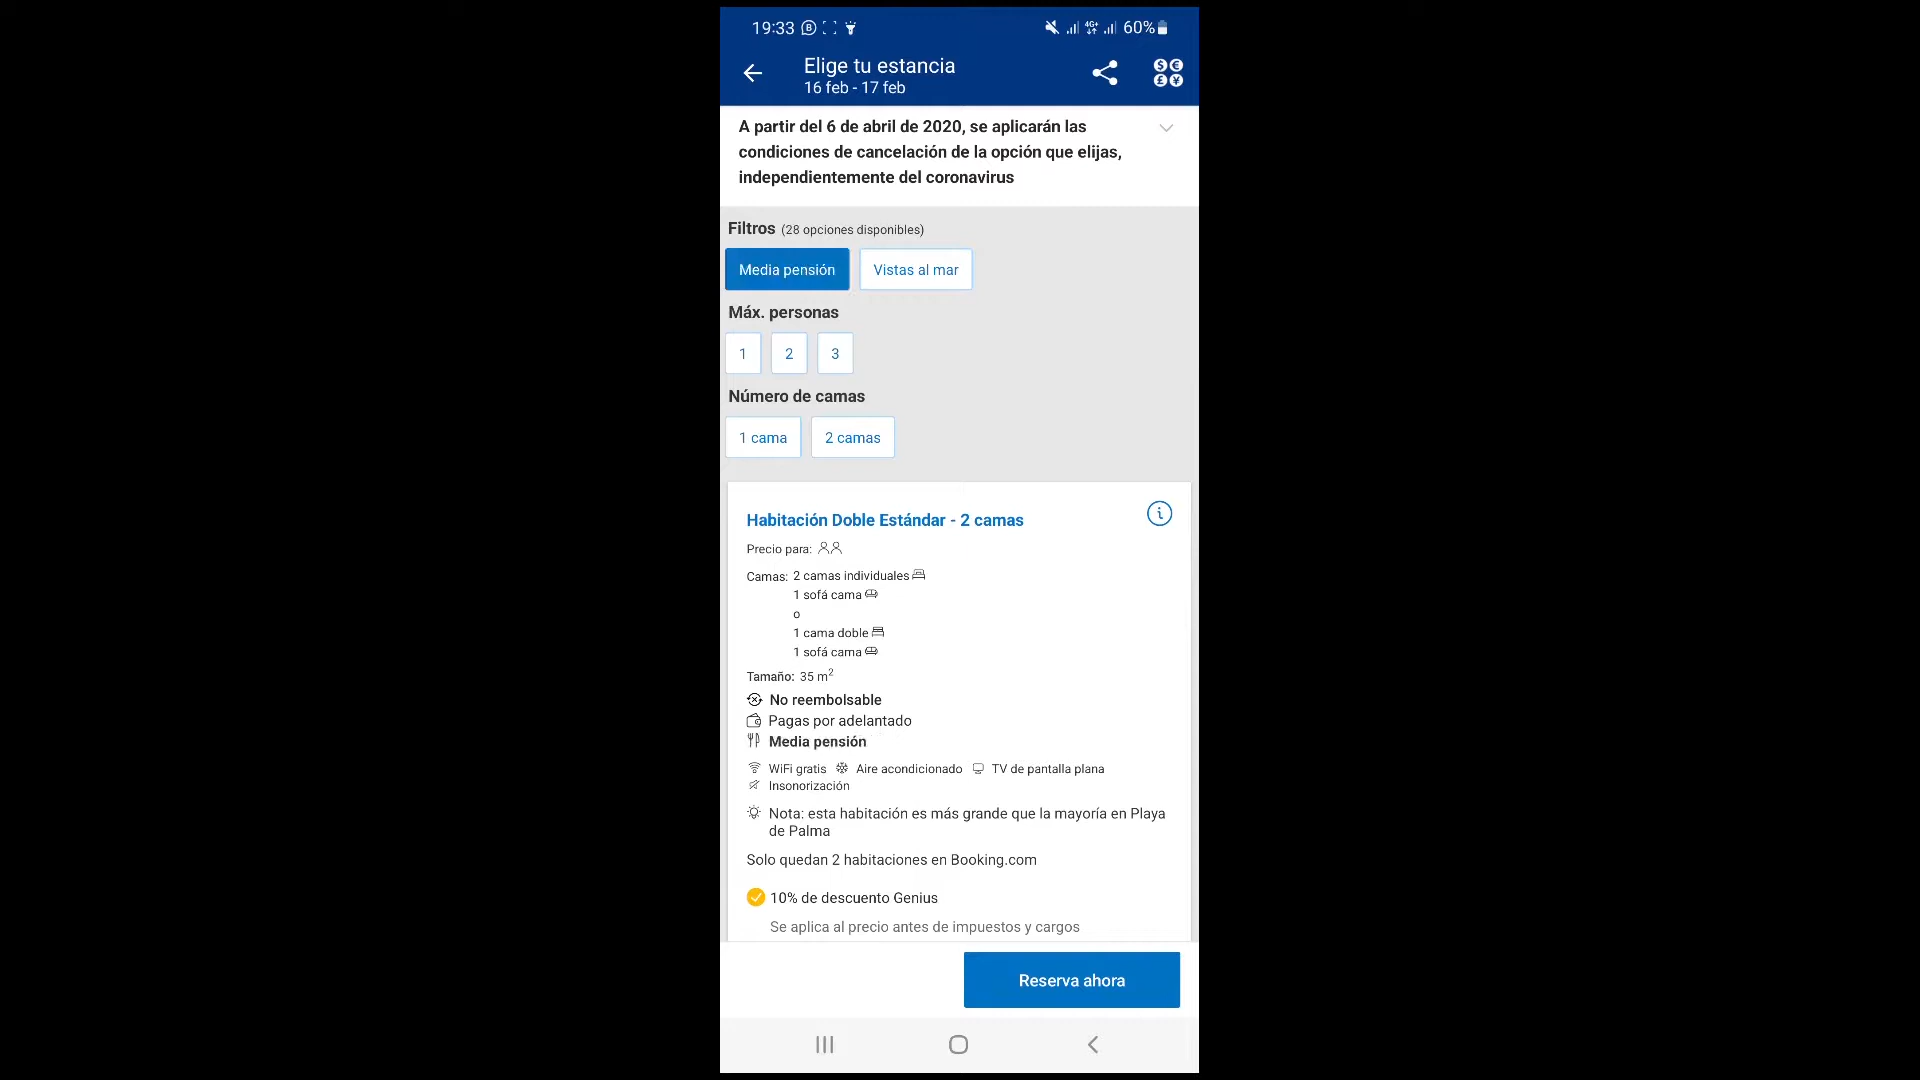 19:33
4G+
60%
Elige tu estancia
16 feb - 17 feb
A partir del 6 de abril de 2020, se aplicarán las
condiciones de cancelación de la opción que elijas,
independientemente del coronavirus
Filtros (28 opciones disponibles)
Media pensión
Vistas al mar
Máx. personas
1
2
3
Número de camas
1 cama
2 camas
Habitación Doble Estándar - 2 camas
Precio para:
Camas: 2 camas individuales
1 sofá cama
o
1 cama doble
1 sofá cama
Tamaño: 35 m²
No reembolsable
Pagas por adelantado
Media pensión
WiFi gratis Aire acondicionado TV de pantalla plana
Insonorización
Nota: esta habitación es más grande que la mayoría en Playa
de Palma
Solo quedan 2 habitaciones en Booking.com
10% de descuento Genius
Se aplica al precio antes de impuestos y cargos
Reserva ahora